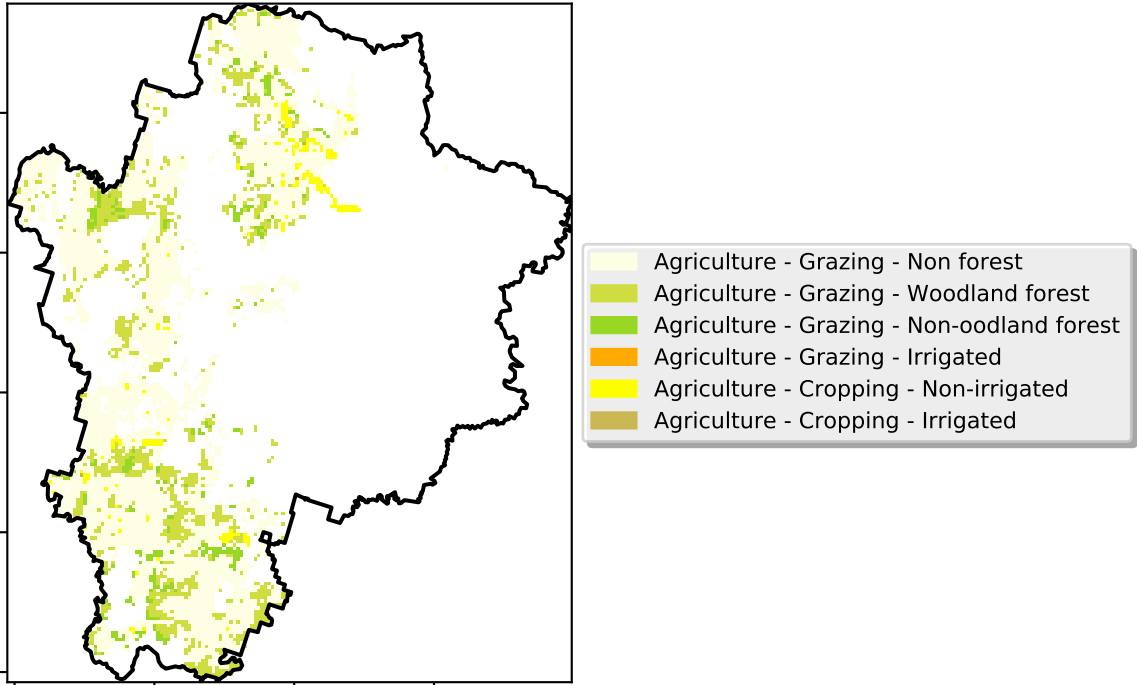 Agriculture - Grazing - Non forest
Agriculture - Grazing - Woodland forest
Agriculture - Grazing - Non-oodland forest
Agriculture - Grazing - Irrigated
Agriculture - Cropping - Non-irrigated
Agriculture - Cropping - Irrigated